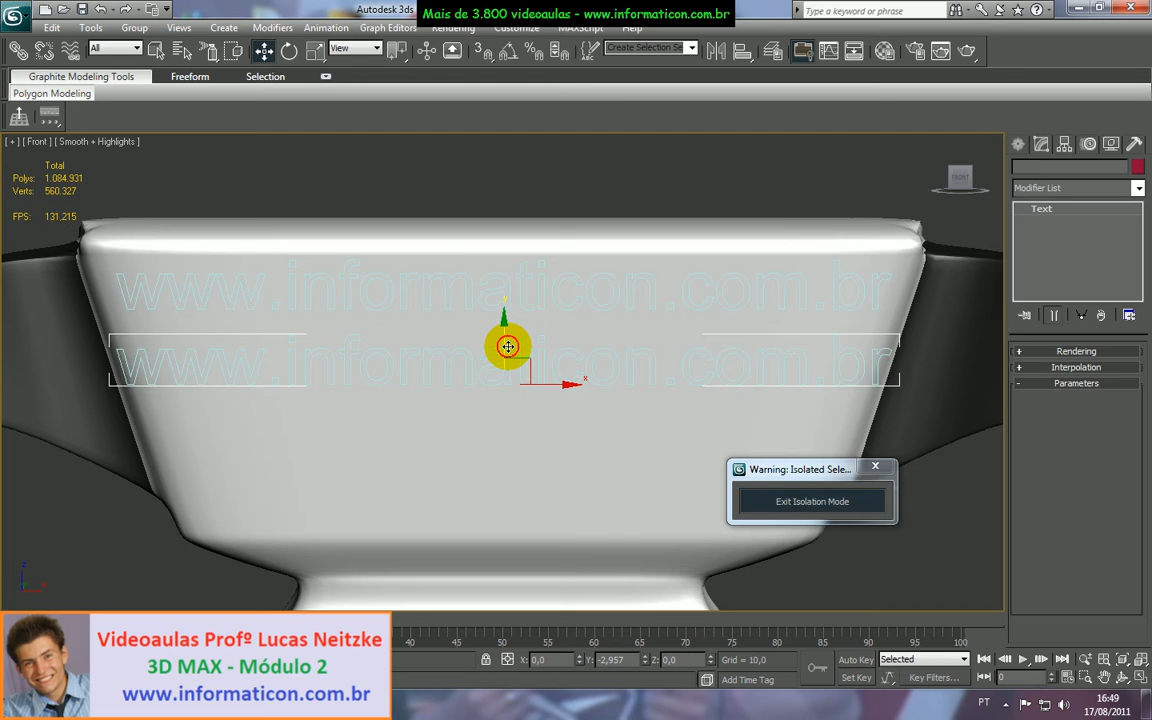 Mais de 3.800 videoaulas - www.informaticon.com.br
Autodesk 3ds
Type a keyword or phrase
Edit Tools Group Views Create Modifiers Animation Graph Editors Rendering Customize MAXScript Help
All
View
Create Selection Se
Graphite Modeling Tools Freeform Selection
Polygon Modeling
[ + ] [ Front ] [ Smooth + Highlights ]
Total
Polys: 1.084.931
Verts: 560.327
FPS: 131,215
FRONT
Modifier List
Text
www.informaticon.com.br
www.informaticon.com.br
x
Rendering
Interpolation
Parameters
Warning: Isolated Sele...
Exit Isolation Mode
z
40 45 50 55 60 65 70 75 80 85 90 95 100
X: 0,0 Y: -2,957 Z: 0,0 Grid = 10,0
Add Time Tag
Auto Key Selected
Set Key Key Filters... 0
Videoaulas Profº Lucas Neitzke
3D MAX - Módulo 2
www.informaticon.com.br
PT
16:49
17/08/2011